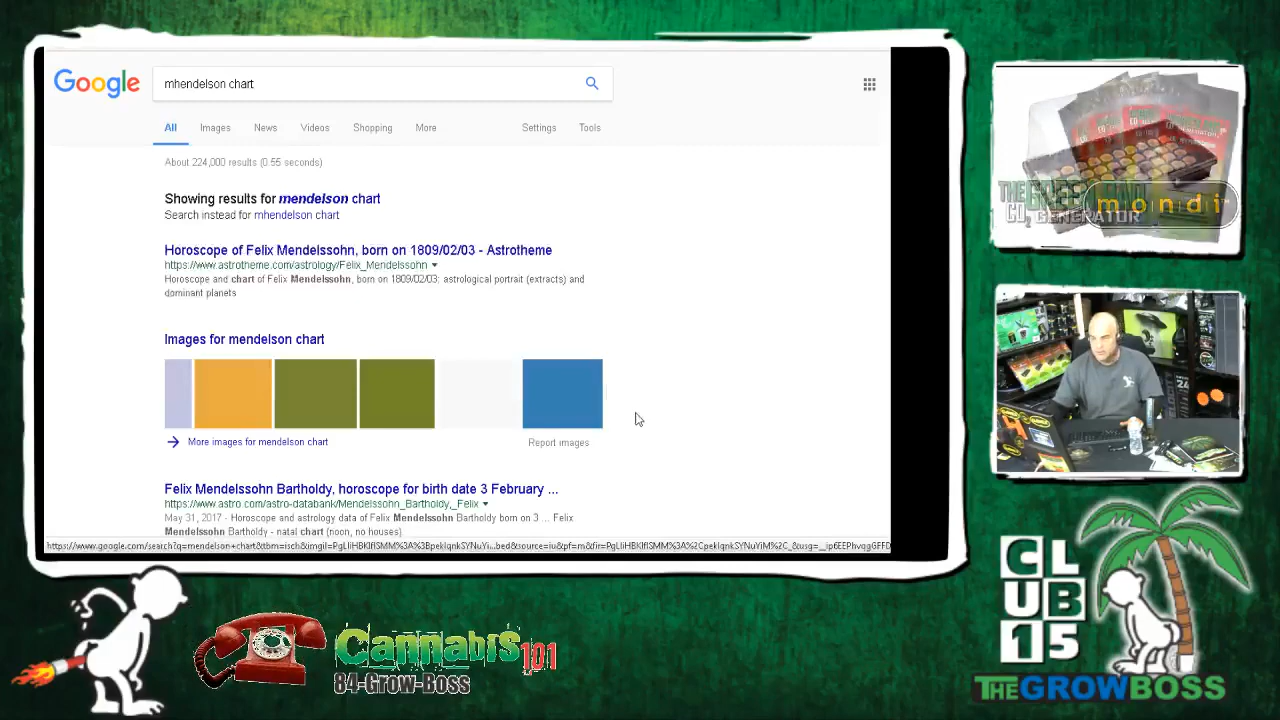 Google
mhendelson chart
All Images News Videos Shopping More Settings Tools
About 224,000 results (0.55 seconds)
Showing results for mendelson chart
Search instead for mhendelson chart
Horoscope of Felix Mendelssohn, born on 1809/02/03 - Astrotheme
https://www.astrotheme.com/astrology/Felix_Mendelssohn
Horoscope and chart of Felix Mendelssohn, born on 1809/02/03; astrological portrait (extracts) and
dominant planets
Images for mendelson chart
More images for mendelson chart Report images
Felix Mendelssohn Bartholdy, horoscope for birth date 3 February ...
https://www.astro.com/astro-databank/Mendelssohn_Bartholdy,_Felix
May 31, 2017 - Horoscope and astrology data of Felix Mendelssohn Bartholdy born on 3 ... Felix
Mendelssohn Bartholdy - natal chart (noon, no houses)
THE
CO2 GENERATOR
mondi
CLUB
15
THEGROWBOSS
Cannabis 101
84-Grow-Boss